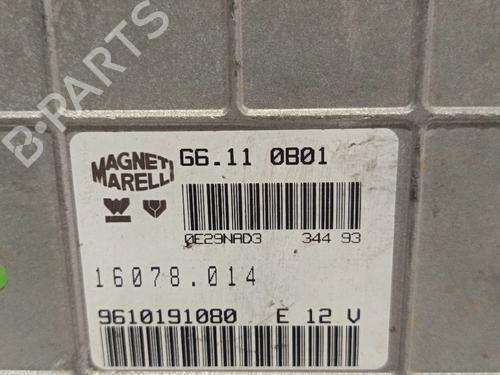 B-PARTS
MAGNETI MARELLI
G6.11 0B01
0E29NAD3 344 93
16078.014
9610191080 E 12 V